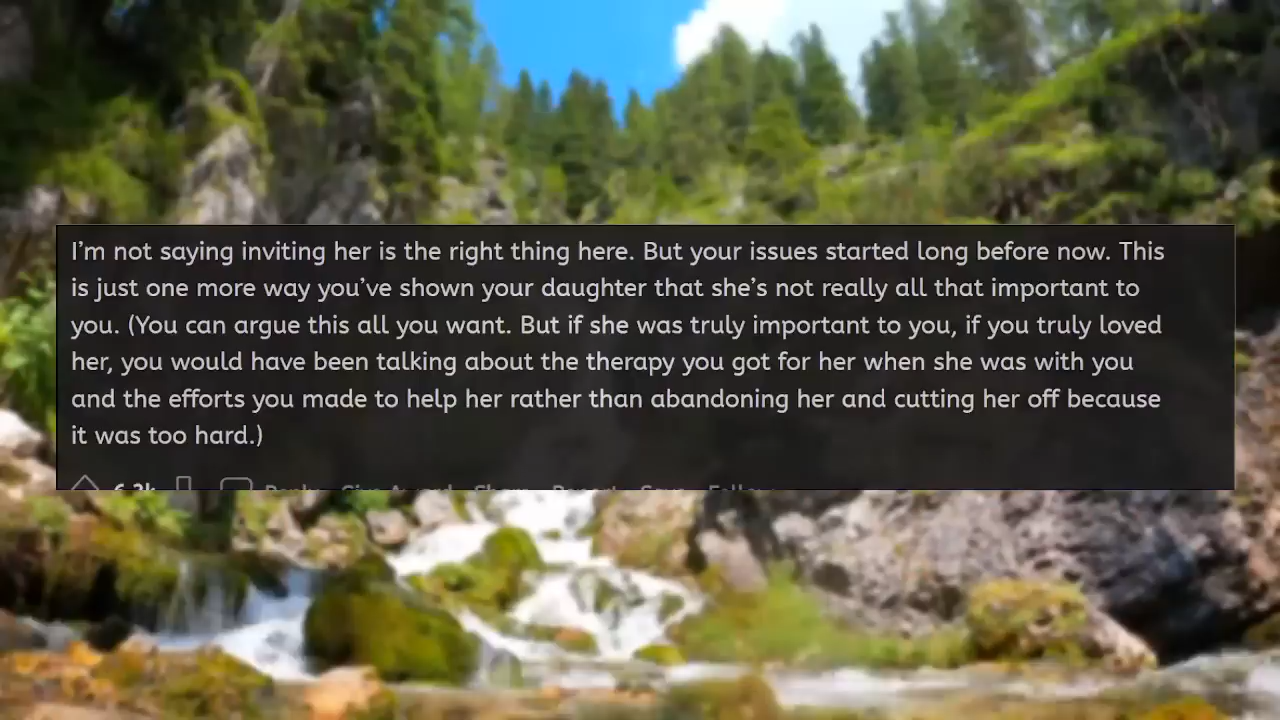 I'm not saying inviting her is the right thing here. But your issues started long before now. This
is just one more way you've shown your daughter that she's not really all that important to
you. (You can argue this all you want. But if she was truly important to you, if you truly loved
her, you would have been talking about the therapy you got for her when she was with you
and the efforts you made to help her rather than abandoning her and cutting her off because
it was too hard.)